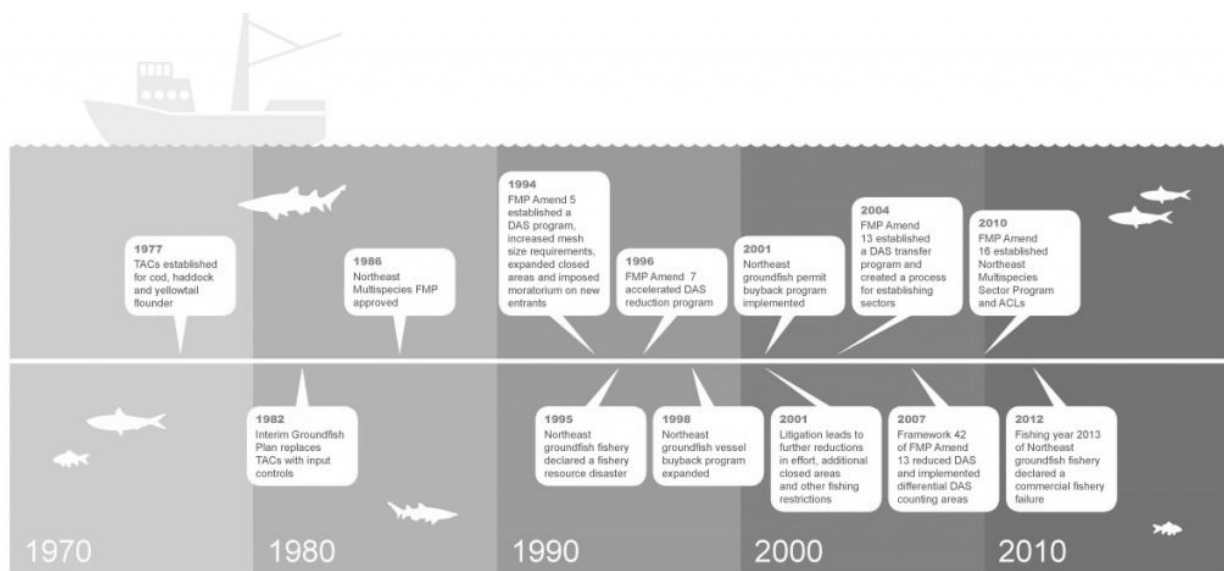 1994
FMP Amend 5
established a
DAS program,
increased mesh
size requirements,
expanded closed
areas and imposed
moratorium on new
entrants
2004
FMP Amend
13 established
a DAS transfer
program and
created a process
for establishing
sectors
2010
FMP Amend
16 established
Northeast
Multispecies
Sector Program
and ACLs
1977
TACs established
for cod, haddock
and yellowtail
flounder
1986
Northeast
Multispecies FMP
approved
1996
FMP Amend 7
accelerated DAS
reduction program
2001
Northeast
groundfish permit
buyback program
implemented
1982
Interim Groundfish
Plan replaces
TACs with input
controls
1995
Northeast
groundfish fishery
declared a fishery
resource disaster
1998
Northeast
groundfish vessel
buyback program
expanded
2001
Litigation leads to
further reductions
in effort, additional
closed areas
and other fishing
restrictions
2007
Framework 42
of FMP Amend
13 reduced DAS
and implemented
differential DAS
counting areas
2012
Fishing year 2013
of Northeast
groundfish fishery
declared a
commercial fishery
failure
1970
1980
1990
2000
2010